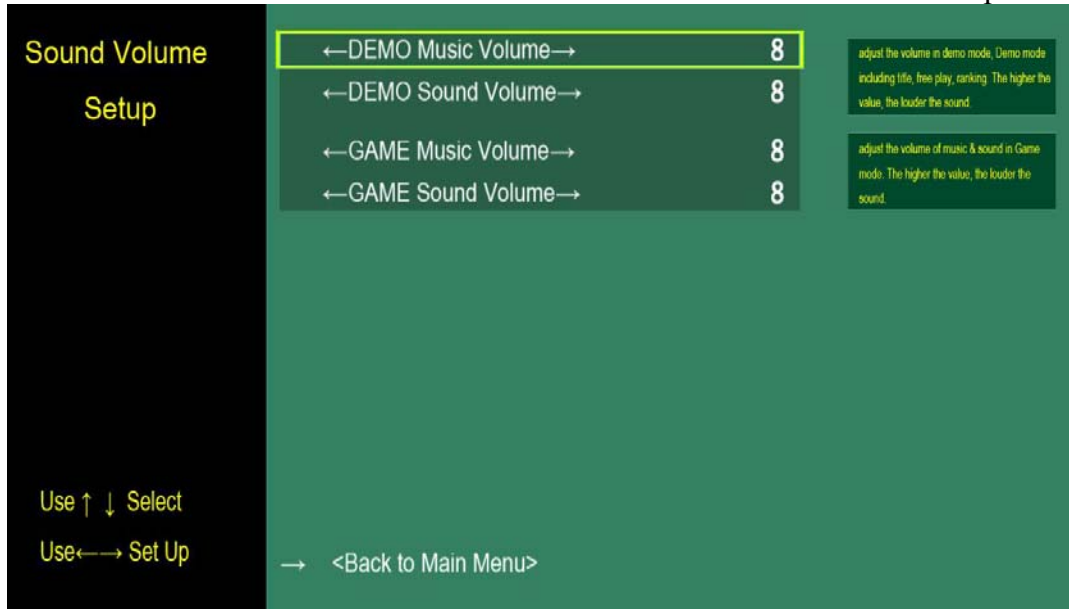 Sound Volume
Setup
←DEMO Music Volume→ 8
←DEMO Sound Volume→ 8
←GAME Music Volume→ 8
←GAME Sound Volume→ 8
adjust the volume in demo mode, Demo mode
including title, free play, ranking. The higher the
value, the louder the sound.
adjust the volume of music & sound in Game
mode. The higher the value, the louder the
sound.
Use ↑ ↓ Select
Use←→ Set Up
→ <Back to Main Menu>